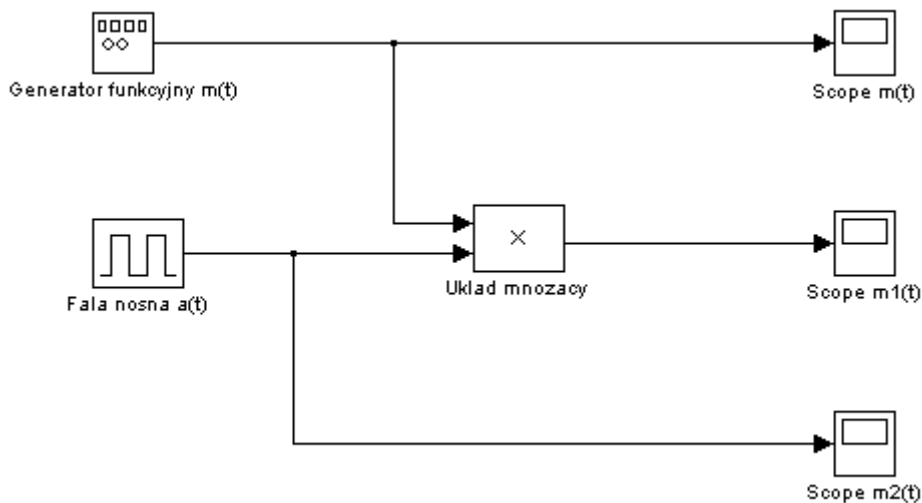 Generator funkcyjny m(t)
Scope m(t)
Fala nosna a(t)
Uklad mnozacy
Scope m1(t)
Scope m2(t)